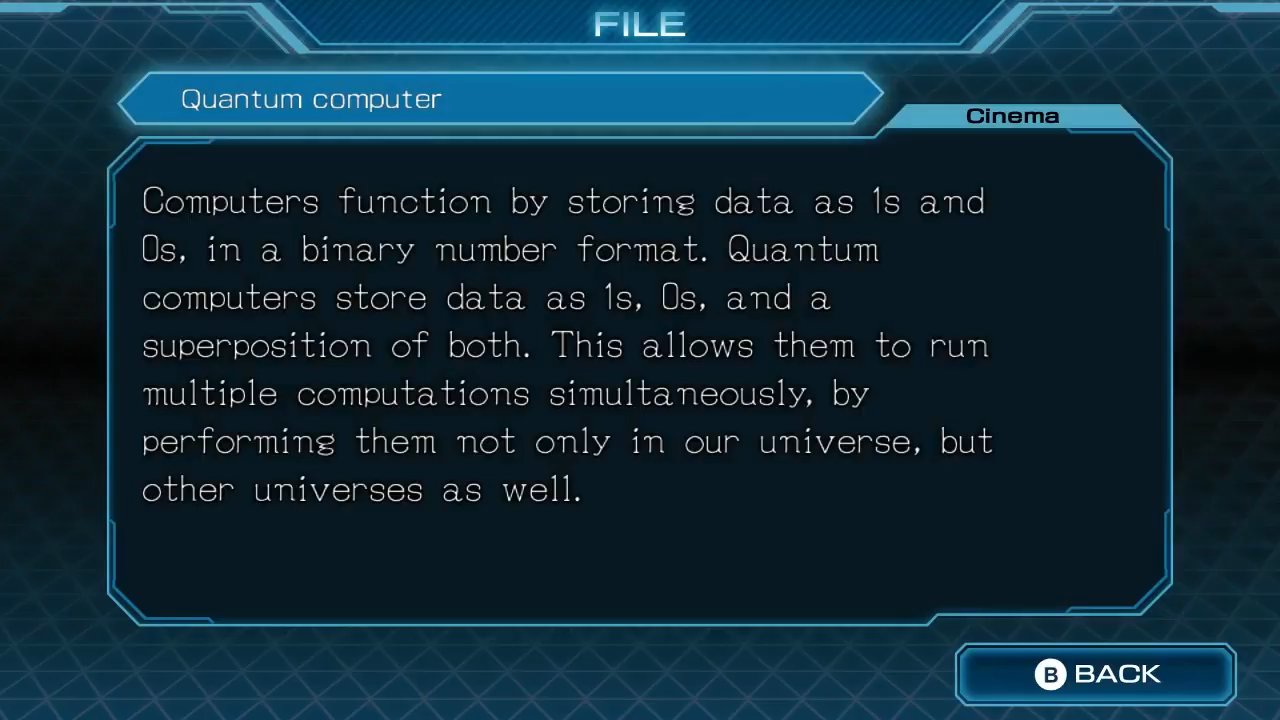 FILE
Quantum computer
Cinema
Computers function by storing data as 1s and
0s, in a binary number format. Quantum
computers store data as 1s, 0s, and a
superposition of both. This allows them to run
multiple computations simultaneously, by
performing them not only in our universe, but
other universes as well.
B BACK